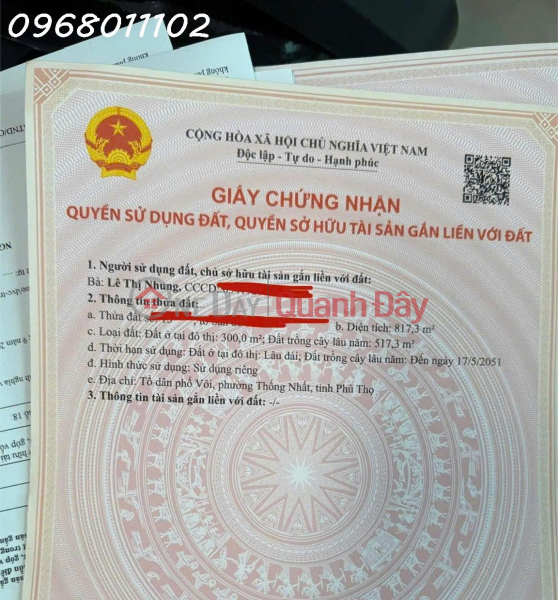 0968011102
CỘNG HÒA XÃ HỘI CHỦ NGHĨA VIỆT NAM
Độc lập - Tự do - Hạnh phúc
GIẤY CHỨNG NHẬN
QUYỀN SỬ DỤNG ĐẤT, QUYỀN SỞ HỮU TÀI SẢN GẮN LIỀN VỚI ĐẤT
1. Người sử dụng đất, chủ sở hữu tài sản gắn liền với đất:
Bà: Lê Thị Nhung, CCCD
2. Thông tin thửa đất:
Quanh Đây
a. Thửa đất số: b. Diện tích: 817,3 m²
c. Loại đất: Đất ở tại đô thị: 300,0 m²; Đất trồng cây lâu năm: 517,3 m²
d. Thời hạn sử dụng: Đất ở tại đô thị: Lâu dài; Đất trồng cây lâu năm: Đến ngày 17/5/2051
đ. Hình thức sử dụng: Sử dụng riêng
e. Địa chỉ: Tổ dân phố Vôi, phường Thống Nhất, tỉnh Phú Thọ
3. Thông tin tài sản gắn liền với đất: -/-